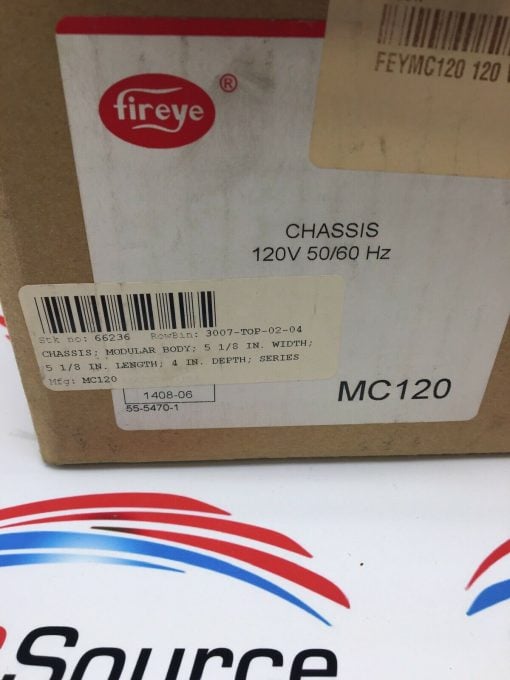 fireye®
FEYMC120 120
CHASSIS
120V 50/60 Hz
Stk no: 66236 RowBin: 3007-TOP-02-04
CHASSIS; MODULAR BODY; 5 1/8 IN. WIDTH;
5 1/8 IN. LENGTH; 4 IN. DEPTH; SERIES
Mfg: MC120
1408-06
55-5470-1
MC120
Source